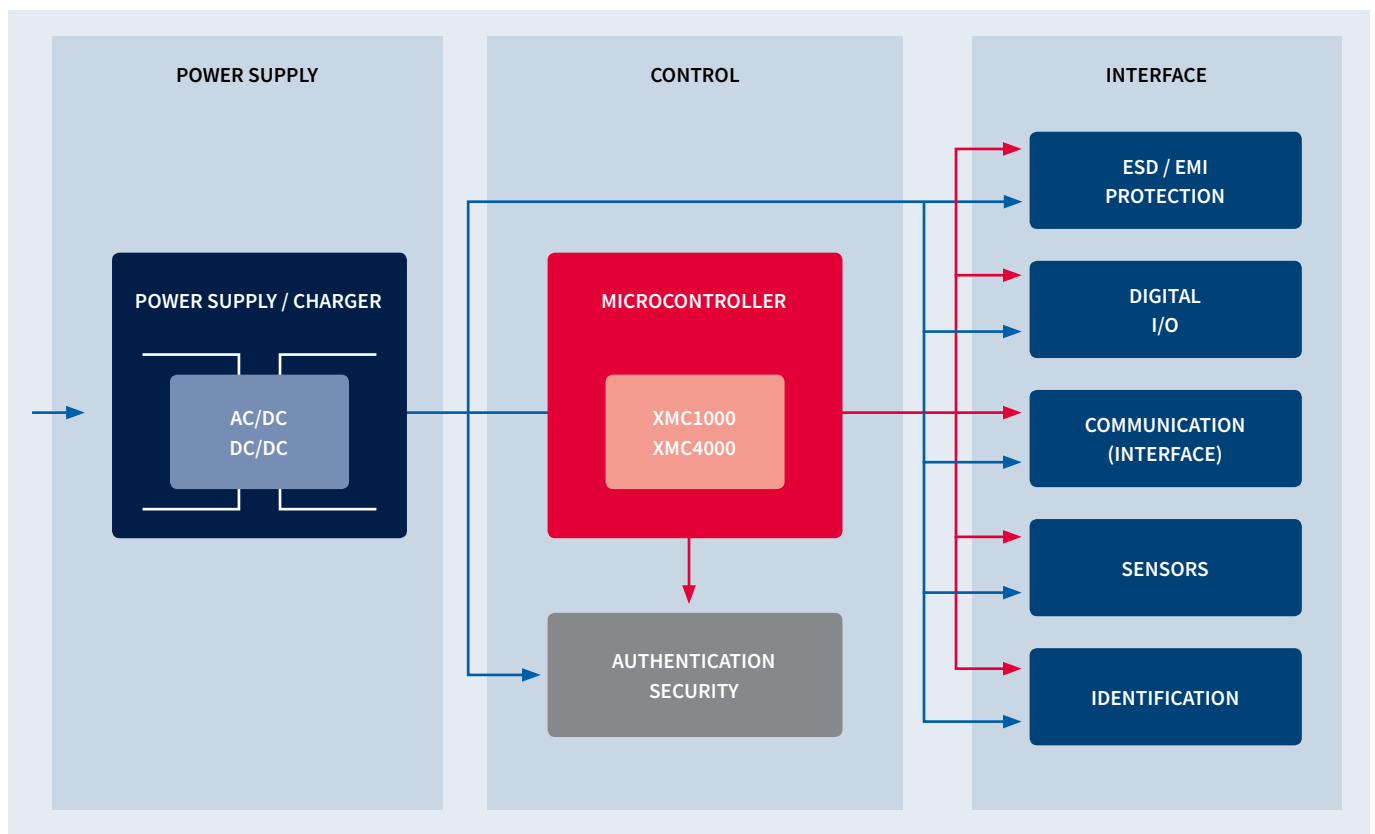 POWER SUPPLY
CONTROL
INTERFACE
POWER SUPPLY / CHARGER
AC/DC
DC/DC
MICROCONTROLLER
XMC1000
XMC4000
AUTHENTICATION
SECURITY
ESD / EMI
PROTECTION
DIGITAL
I/O
COMMUNICATION
(INTERFACE)
SENSORS
IDENTIFICATION